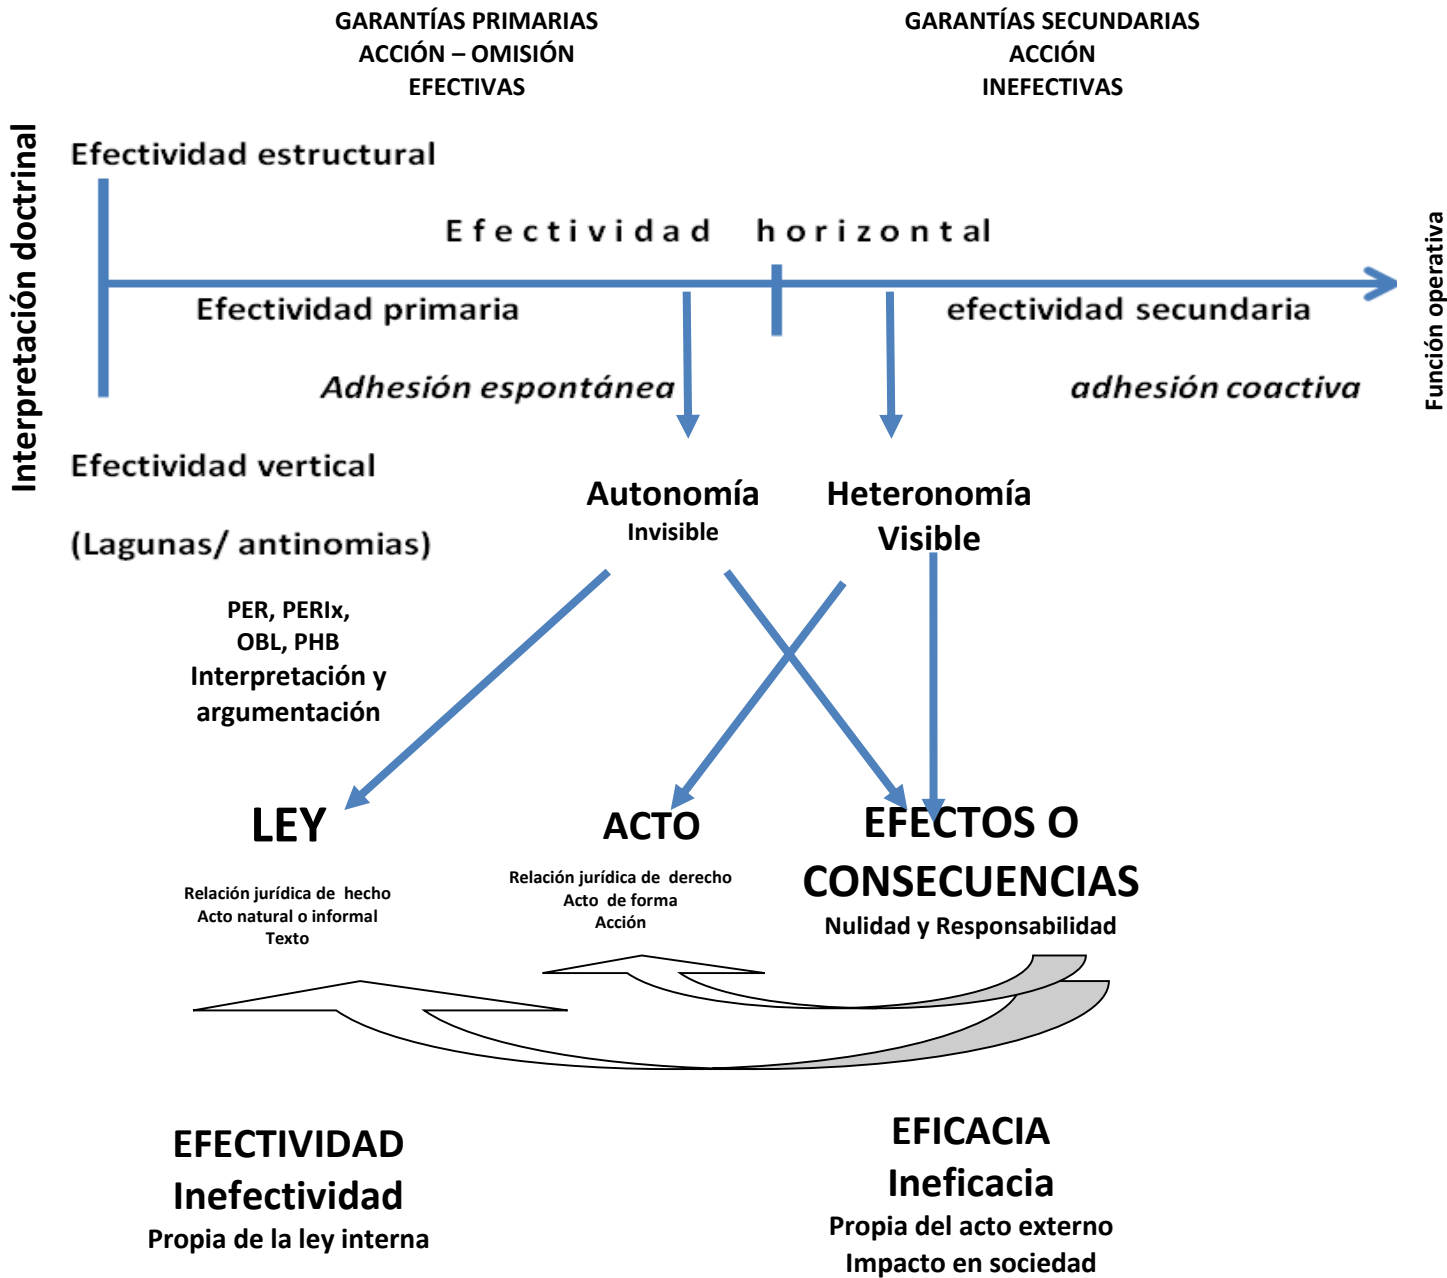 GARANTÍAS PRIMARIAS
ACCIÓN – OMISIÓN
EFECTIVAS
GARANTÍAS SECUNDARIAS
ACCIÓN
INEFECTIVAS
Interpretación doctrinal
Efectividad estructural
Efectividad horizontal
Función operativa
Efectividad primaria
efectividad secundaria
Adhesión espontánea
adhesión coactiva
Efectividad vertical
(Lagunas/ antinomias)
Autonomía
Invisible
Heteronomía
Visible
PER, PERIx,
OBL, PHB
Interpretación y
argumentación
LEY
Relación jurídica de hecho
Acto natural o informal
Texto
ACTO
Relación jurídica de derecho
Acto de forma
Acción
EFECTOS O
CONSECUENCIAS
Nulidad y Responsabilidad
EFECTIVIDAD
Inefectividad
Propia de la ley interna
EFICACIA
Ineficacia
Propia del acto externo
Impacto en sociedad